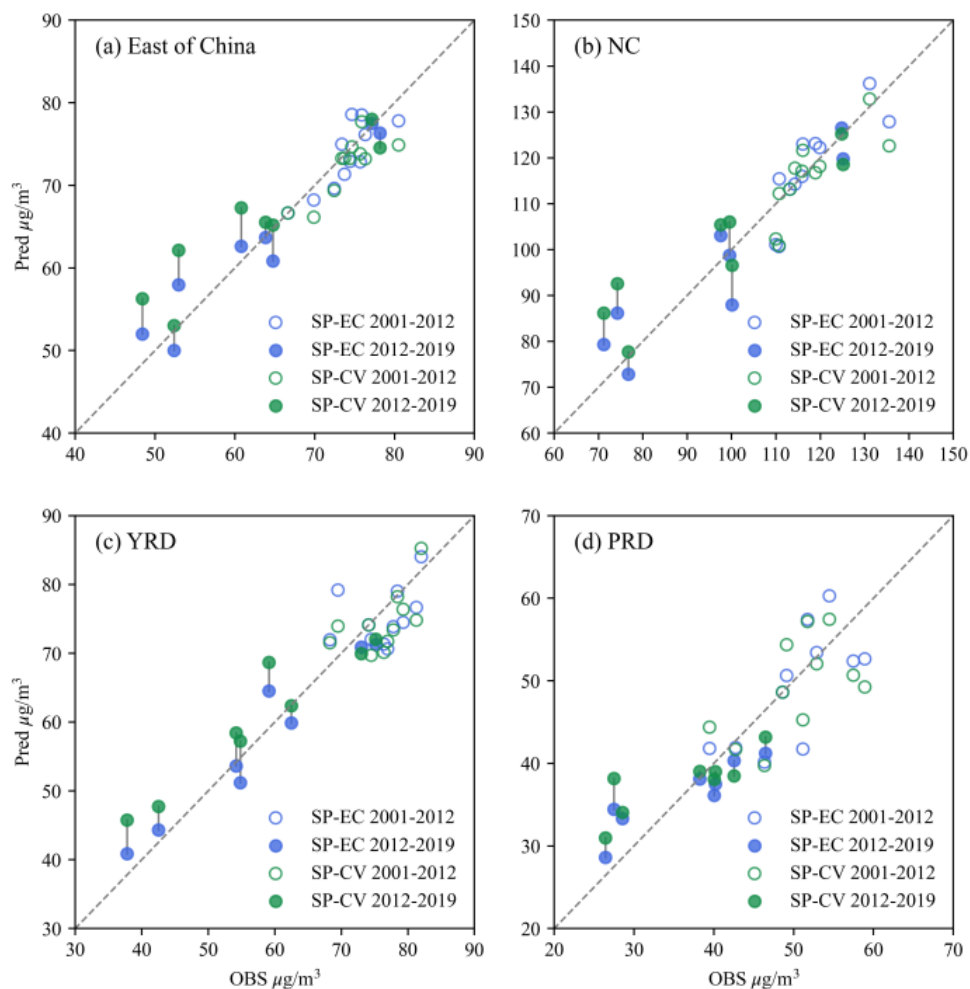 (a) East of China
Pred μg/m³
90
80
70
60
50
40
40 50 60 70 80 90
SP-EC 2001-2012
SP-EC 2012-2019
SP-CV 2001-2012
SP-CV 2012-2019
(b) NC
150
140
130
120
110
100
90
80
70
60
60 70 80 90 100 110 120 130 140 150
SP-EC 2001-2012
SP-EC 2012-2019
SP-CV 2001-2012
SP-CV 2012-2019
(c) YRD
Pred μg/m³
90
80
70
60
50
40
30
30 40 50 60 70 80 90
OBS μg/m³
SP-EC 2001-2012
SP-EC 2012-2019
SP-CV 2001-2012
SP-CV 2012-2019
(d) PRD
70
60
50
40
30
20
20 30 40 50 60 70
OBS μg/m³
SP-EC 2001-2012
SP-EC 2012-2019
SP-CV 2001-2012
SP-CV 2012-2019